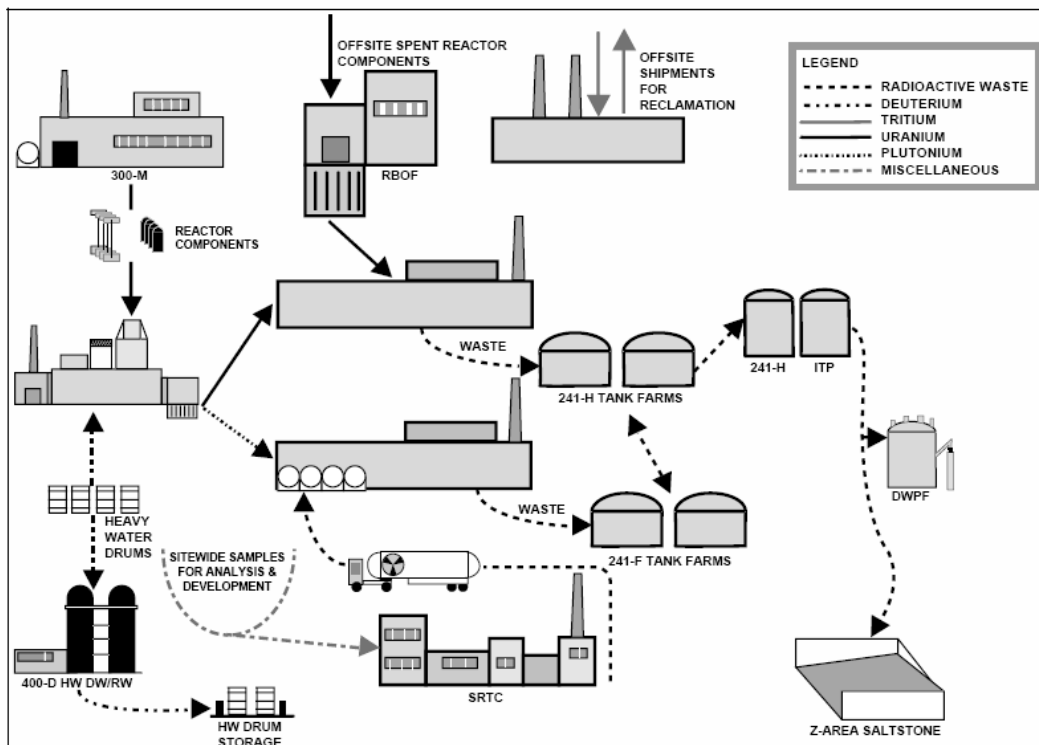 OFFSITE SPENT REACTOR
COMPONENTS
OFFSITE
SHIPMENTS
FOR
RECLAMATION
LEGEND
RADIOACTIVE WASTE
DEUTERIUM
TRITIUM
URANIUM
PLUTONIUM
MISCELLANEOUS
300-M
RBOF
REACTOR
COMPONENTS
WASTE
241-H TANK FARMS
241-H
ITP
DWPF
HEAVY
WATER
DRUMS
WASTE
241-F TANK FARMS
SITEWIDE SAMPLES
FOR ANALYSIS &
DEVELOPMENT
400-D HW DW/RW
HW DRUM
STORAGE
SRTC
Z-AREA SALTSTONE